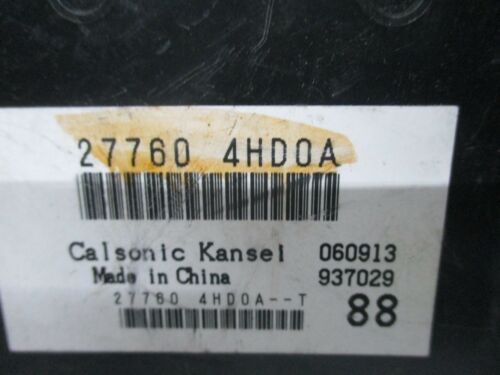 27760 4HD0A
Calsonic Kansei 060913
Made in China 937029
27760 4HD0A--T 88